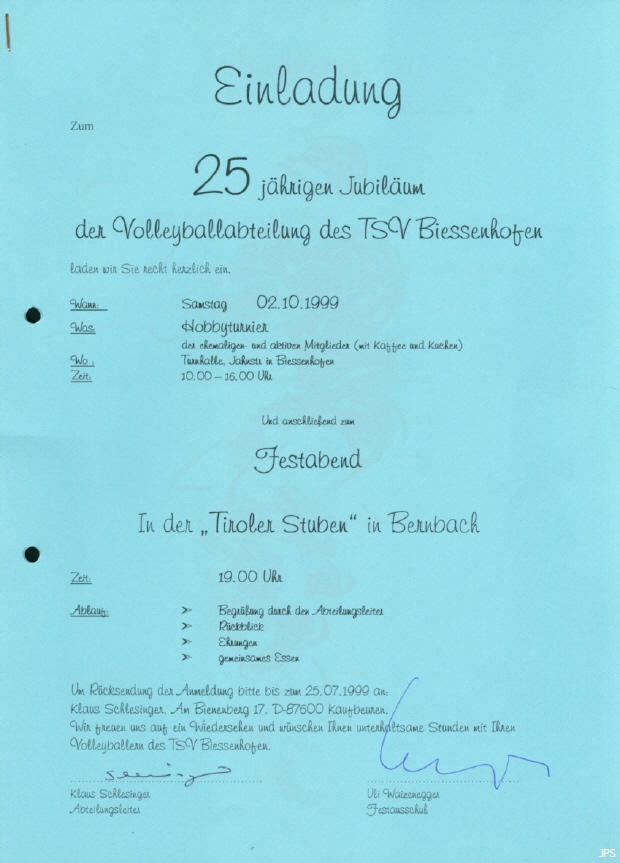 Einladung
Zum
25 jährigen Jubiläum
der Volleyballabteilung des TSV Biessenhofen
laden wir Sie recht herzlich ein.
Wann: Samstag 02.10.1999
Was: Hobbyturnier
der ehemaligen- und aktiven Mitglieder (mit Kaffee und Kuchen)
Wo: Turnhalle, Jahnstr in Biessenhofen
Zeit: 10.00 – 16.00 Uhr
Und anschließend zum
Festabend
In der „Tiroler Stuben“ in Bernbach
Zeit: 19.00 Uhr
Ablauf: ➢ Begrüßung durch den Abteilungsleiter
➢ Rückblick
➢ Ehrungen
➢ gemeinsames Essen
Um Rücksendung der Anmeldung bitte bis zum 25.07.1999 an:
Klaus Schlesinger, Am Bienenberg 17, D-87600 Kaufbeuren.
Wir freuen uns auf ein Wiedersehen und wünschen Ihnen unterhaltsame Stunden mit Ihren
Volleyballern des TSV Biessenhofen.
Klaus Schlesinger Uli Waizenegger
Abteilungsleiter Festausschuß
JPS